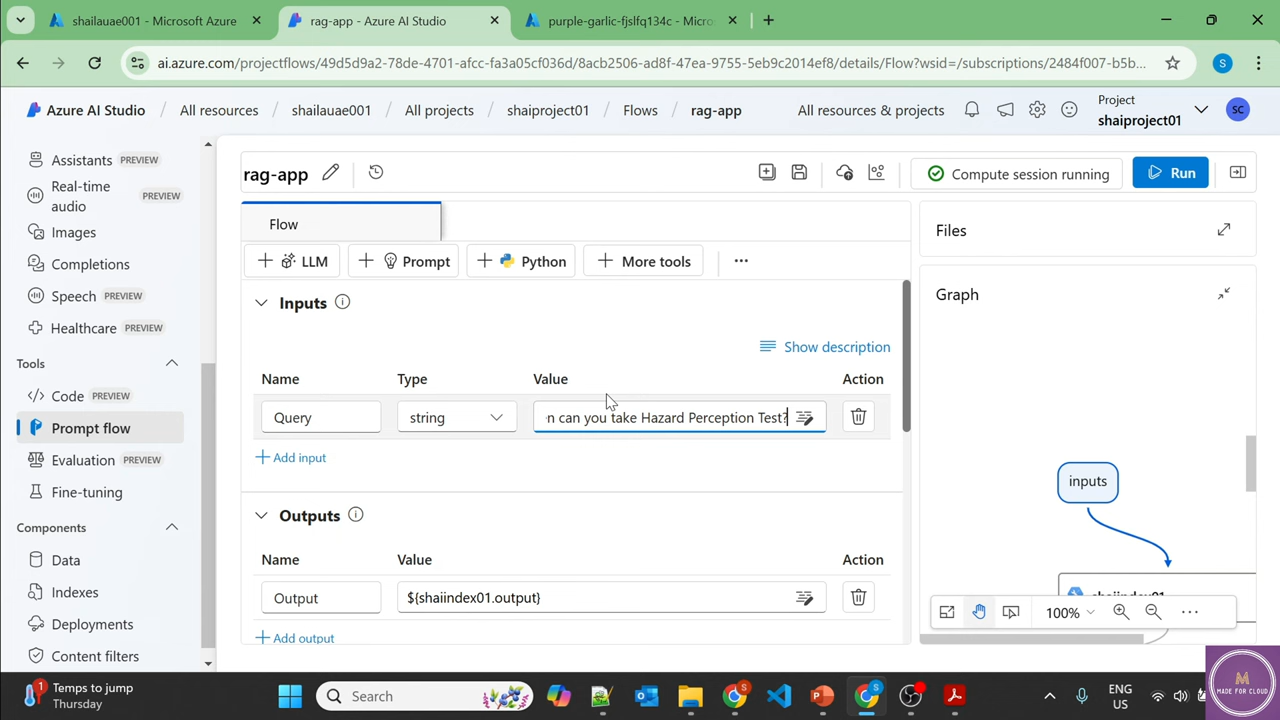 shailauae001 - Microsoft Azure
rag-app - Azure AI Studio
purple-garlic-fjslfq134c - Micro
ai.azure.com/projectflows/49d5d9a2-78de-4701-afcc-fa3a05cf036d/8acb2506-ad8f-47ea-9755-5eb9c2014ef8/details/Flow?wsid=/subscriptions/2484f007-b5b...
S
Azure AI Studio / All resources / shailauae001 / All projects / shaiproject01 / Flows / rag-app
All resources & projects
Project
shaiproject01
SC
Assistants PREVIEW
Real-time audio PREVIEW
Images
Completions
Speech PREVIEW
Healthcare PREVIEW
Tools
Code PREVIEW
Prompt flow
Evaluation PREVIEW
Fine-tuning
Components
Data
Indexes
Deployments
Content filters
rag-app
Compute session running
Run
Flow
LLM
Prompt
Python
More tools
...
Inputs
Show description
Name Type Value Action
Query string n can you take Hazard Perception Test?
Add input
Outputs
Name Value Action
Output ${shaiindex01.output}
Add output
Files
Graph
inputs
shaiindex01
100%
...
1
Temps to jump
Thursday
Search
ENG
US
M
MADE FOR CLOUD